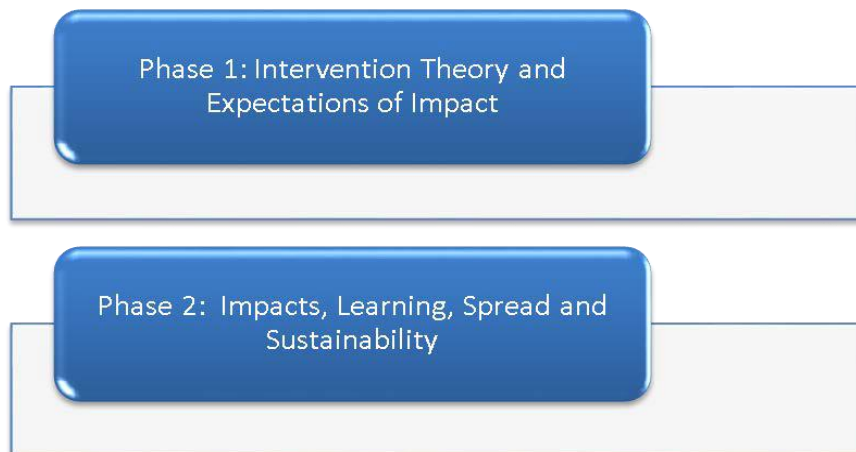 Phase 1: Intervention Theory and
Expectations of Impact
Phase 2:  Impacts, Learning, Spread and
Sustainability